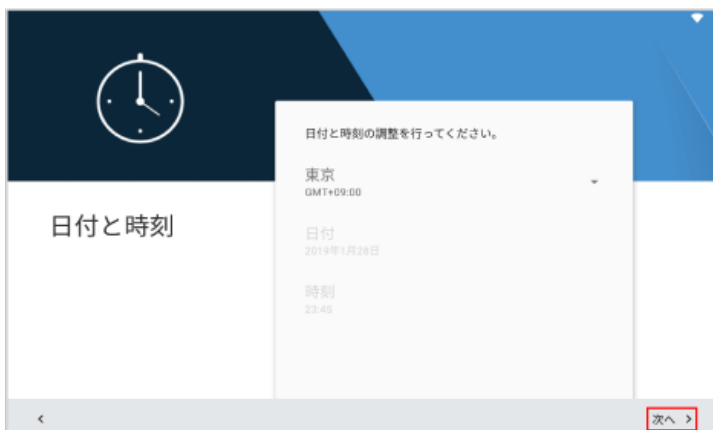 日付と時刻の調整を行ってください。
東京
GMT+09:00
日付と時刻
日付
2019年1月28日
時刻
23:45
次へ